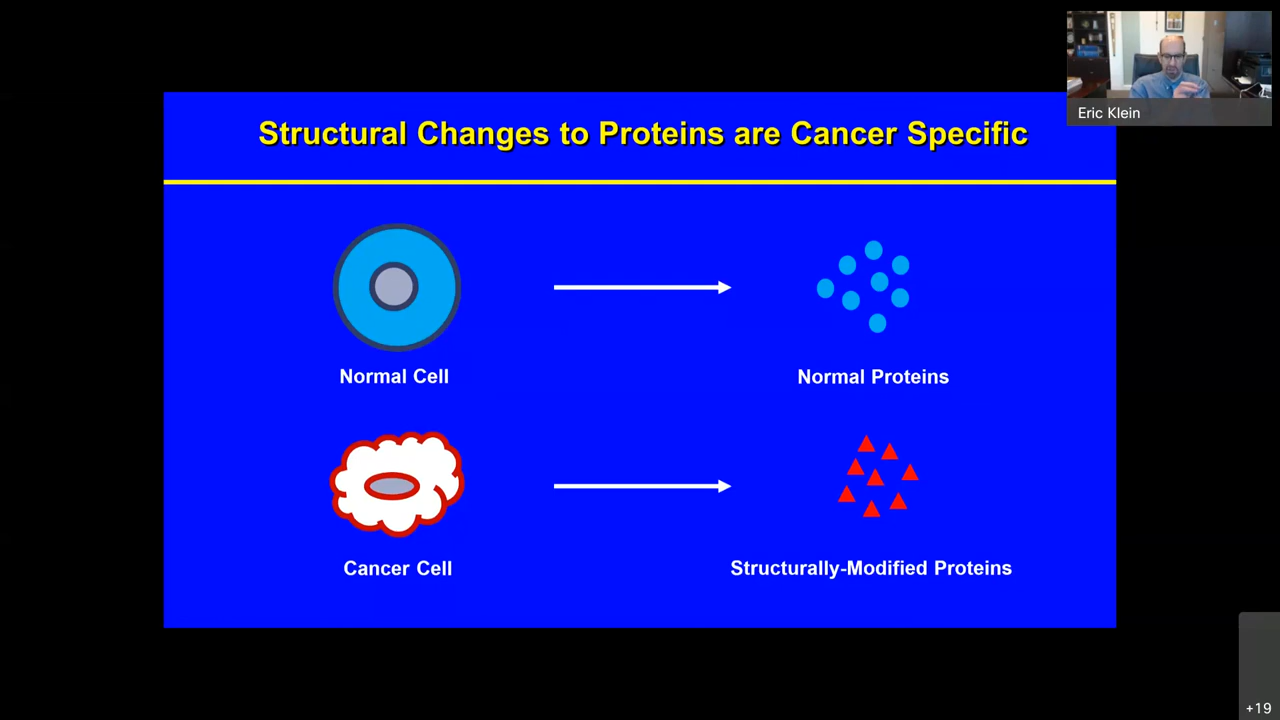 Eric Klein
Structural Changes to Proteins are Cancer Specific
Normal Cell
Normal Proteins
Cancer Cell
Structurally-Modified Proteins
+19